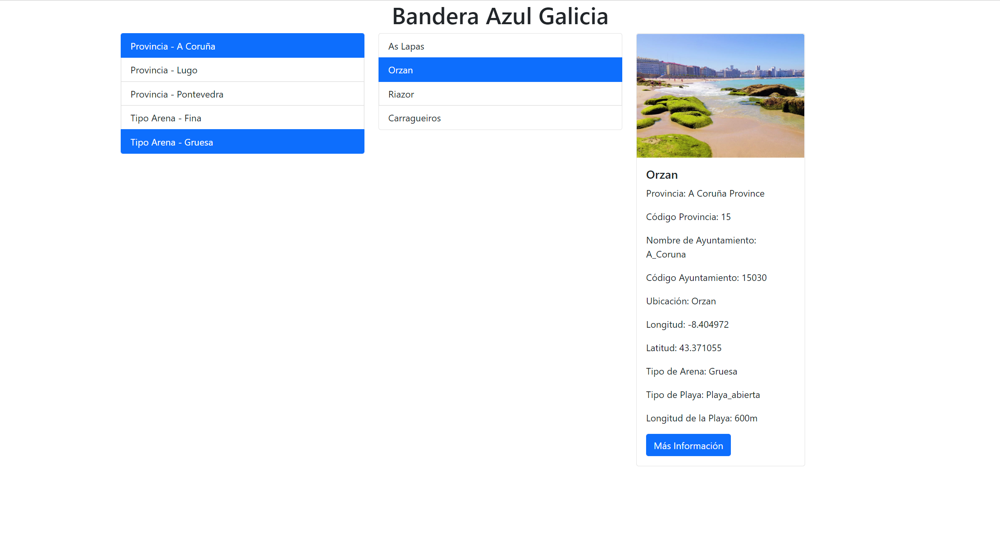 Bandera Azul Galicia
Provincia - A Coruña
Provincia - Lugo
Provincia - Pontevedra
Tipo Arena - Fina
Tipo Arena - Gruesa
As Lapas
Orzan
Riazor
Carragueiros
Orzan
Provincia: A Coruña Province
Código Provincia: 15
Nombre de Ayuntamiento:
A_Coruna
Código Ayuntamiento: 15030
Ubicación: Orzan
Longitud: -8.404972
Latitud: 43.371055
Tipo de Arena: Gruesa
Tipo de Playa: Playa_abierta
Longitud de la Playa: 600m
Más Información